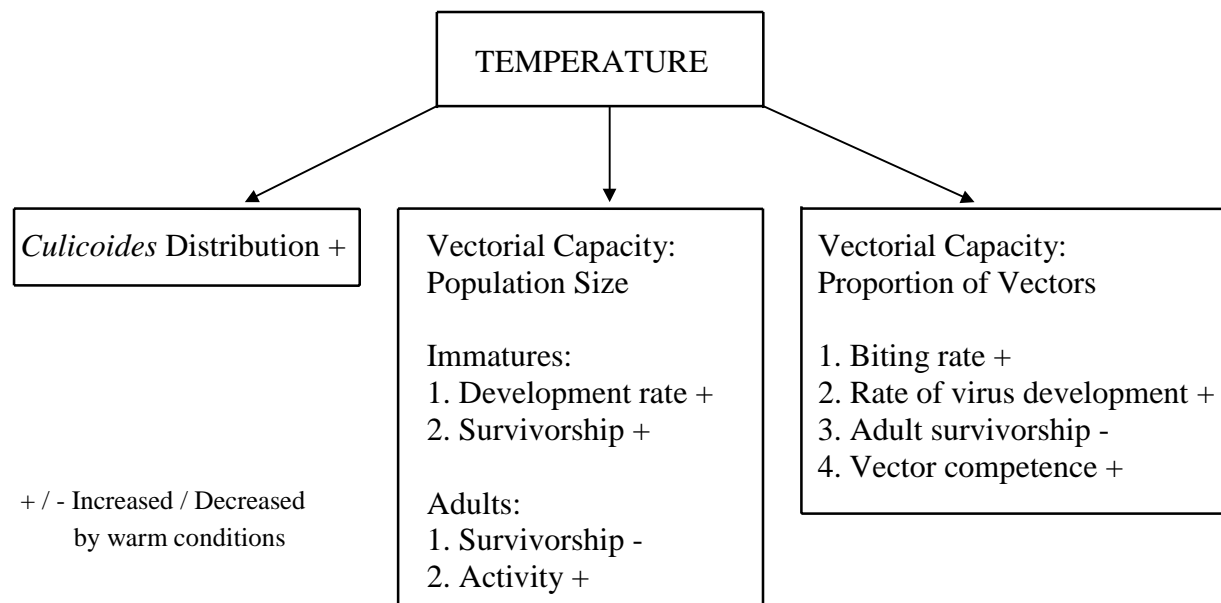 TEMPERATURE
Culicoides Distribution +
Vectorial Capacity:
Population Size
Immatures:
1. Development rate +
2. Survivorship +
Adults:
1. Survivorship -
2. Activity +
Vectorial Capacity:
Proportion of Vectors
1. Biting rate +
2. Rate of virus development +
3. Adult survivorship -
4. Vector competence +
+ / - Increased / Decreased
by warm conditions